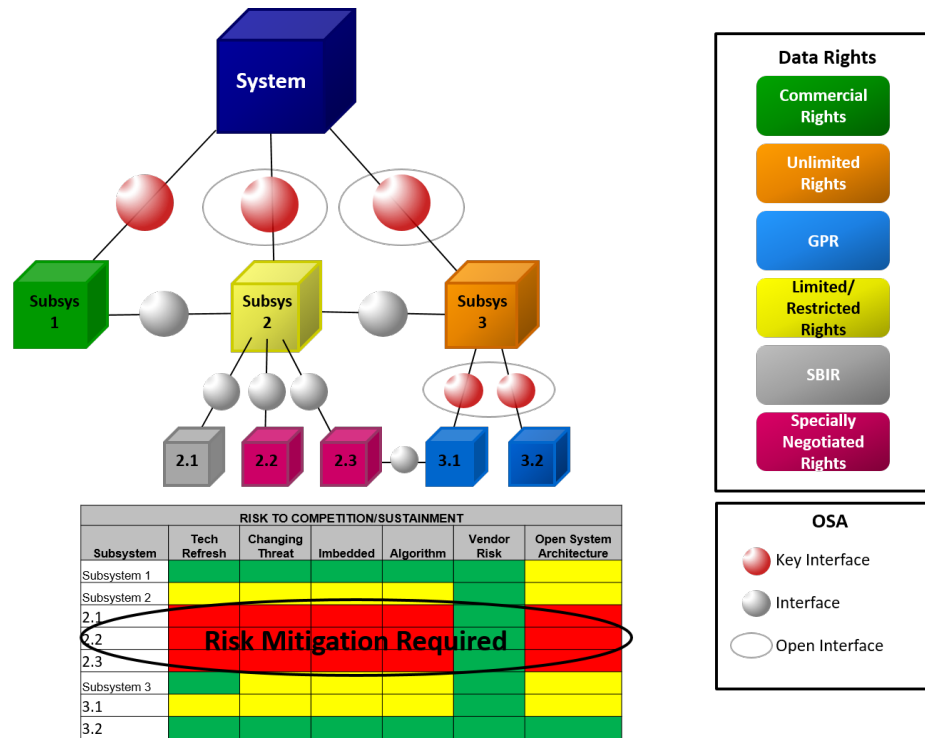 System
Subsys
1
Subsys
2
Subsys
3
2.1
2.2
2.3
3.1
3.2
Data Rights
Commercial
Rights
Unlimited
Rights
GPR
Limited/
Restricted
Rights
SBIR
Specially
Negotiated
Rights
OSA
Key Interface
Interface
Open Interface
RISK TO COMPETITION/SUSTAINMENT
Subsystem Tech Refresh Changing Threat Imbedded Algorithm Vendor Risk Open System Architecture
Subsystem 1
Subsystem 2
2.1
2.2 Risk Mitigation Required
2.3
Subsystem 3
3.1
3.2